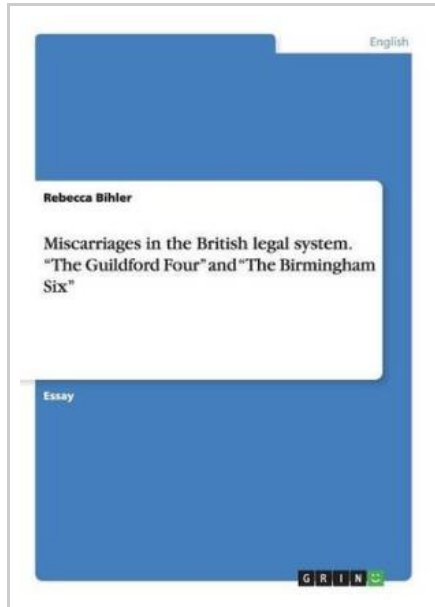 English
Rebecca Bihler
Miscarriages in the British legal system.
“The Guildford Four” and “The Birmingham
Six”
Essay
GRIN